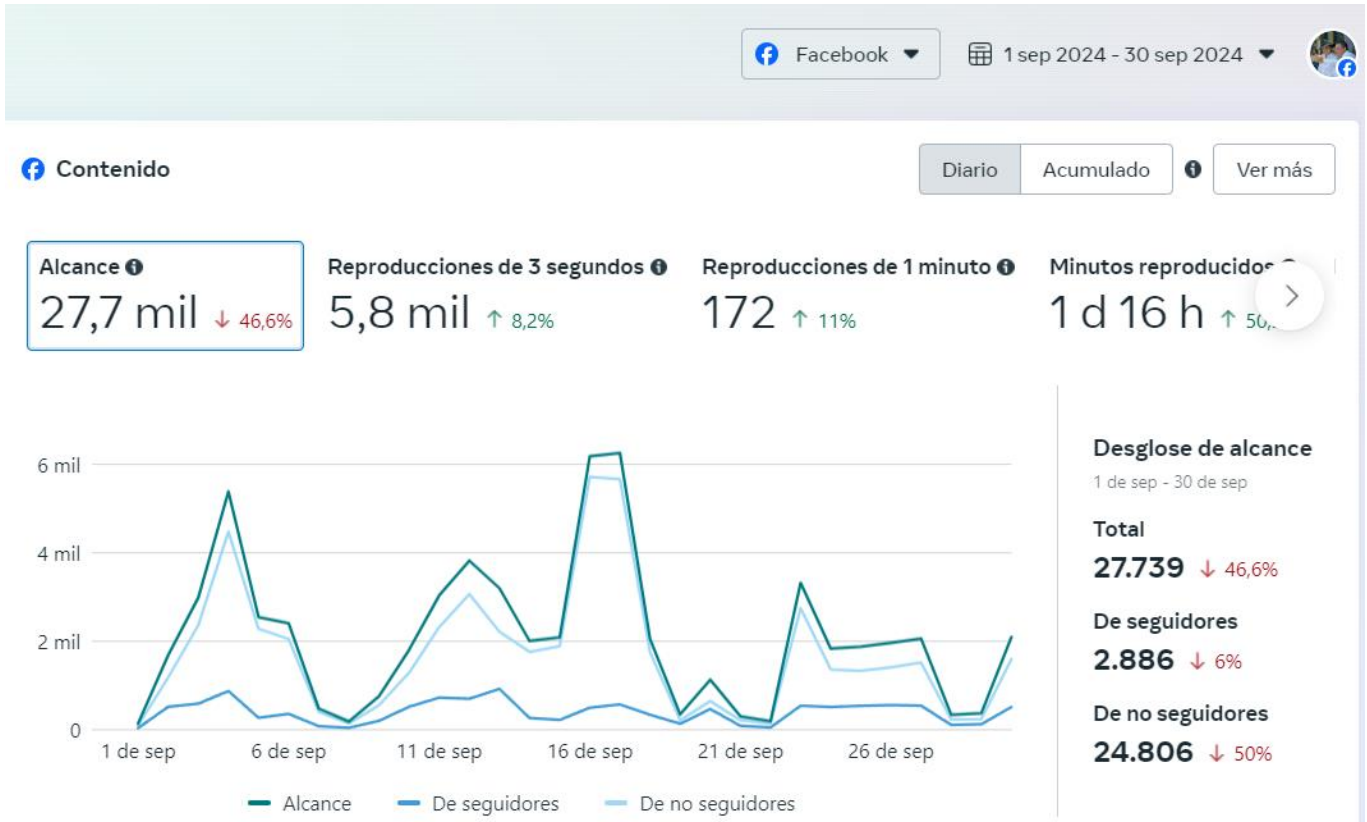 Facebook
1 sep 2024 - 30 sep 2024
Contenido
Diario Acumulado Ver más
Alcance Reproducciones de 3 segundos Reproducciones de 1 minuto Minutos reproducidos
27,7 mil ↓ 46,6% 5,8 mil ↑ 8,2% 172 ↑ 11% 1 d 16 h ↑
Desglose de alcance
1 de sep - 30 de sep
Total
27.739 ↓ 46,6%
De seguidores
2.886 ↓ 6%
De no seguidores
24.806 ↓ 50%
6 mil
4 mil
2 mil
0
1 de sep 6 de sep 11 de sep 16 de sep 21 de sep 26 de sep
Alcance De seguidores De no seguidores